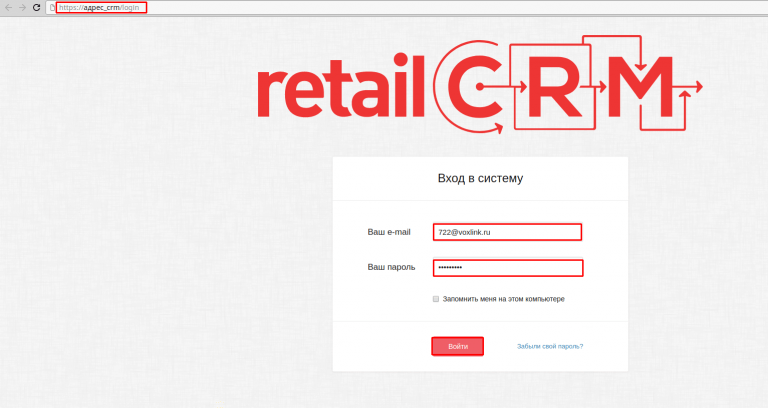 https://адрес_crm/login
retailCRM
Вход в систему
Ваш e-mail
722@voxlink.ru
Ваш пароль
•••••••••
Запомнить меня на этом компьютере
Войти
Забыли свой пароль?